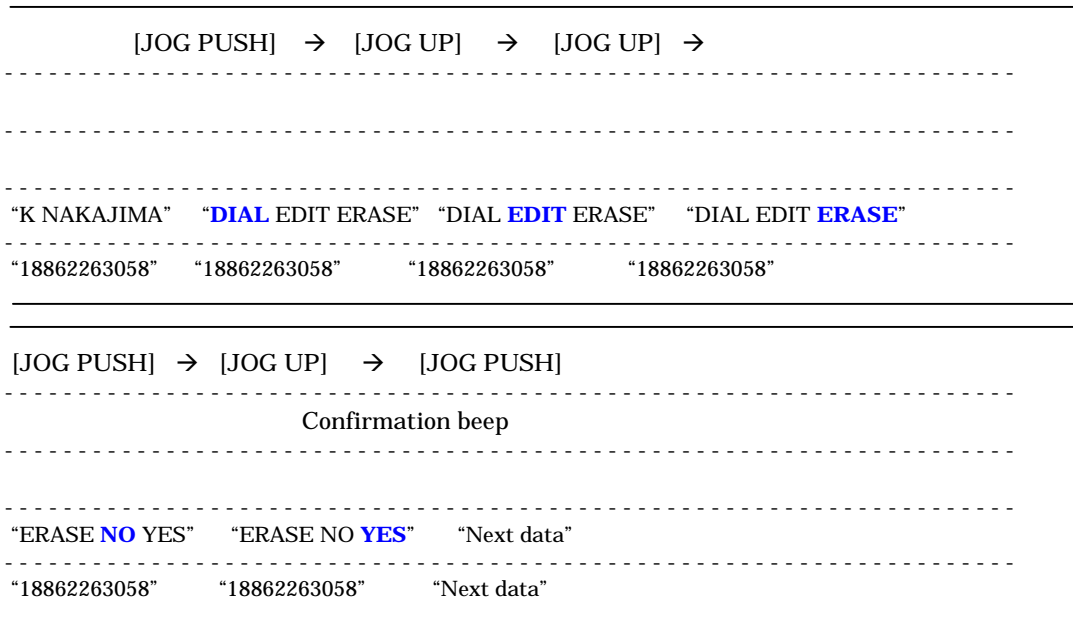 [JOG PUSH] → [JOG UP] → [JOG UP] →
“K NAKAJIMA” “DIAL EDIT ERASE” “DIAL EDIT ERASE” “DIAL EDIT ERASE”
“18862263058” “18862263058” “18862263058” “18862263058”
[JOG PUSH] → [JOG UP] → [JOG PUSH]
Confirmation beep
“ERASE NO YES” “ERASE NO YES” “Next data”
“18862263058” “18862263058” “Next data”